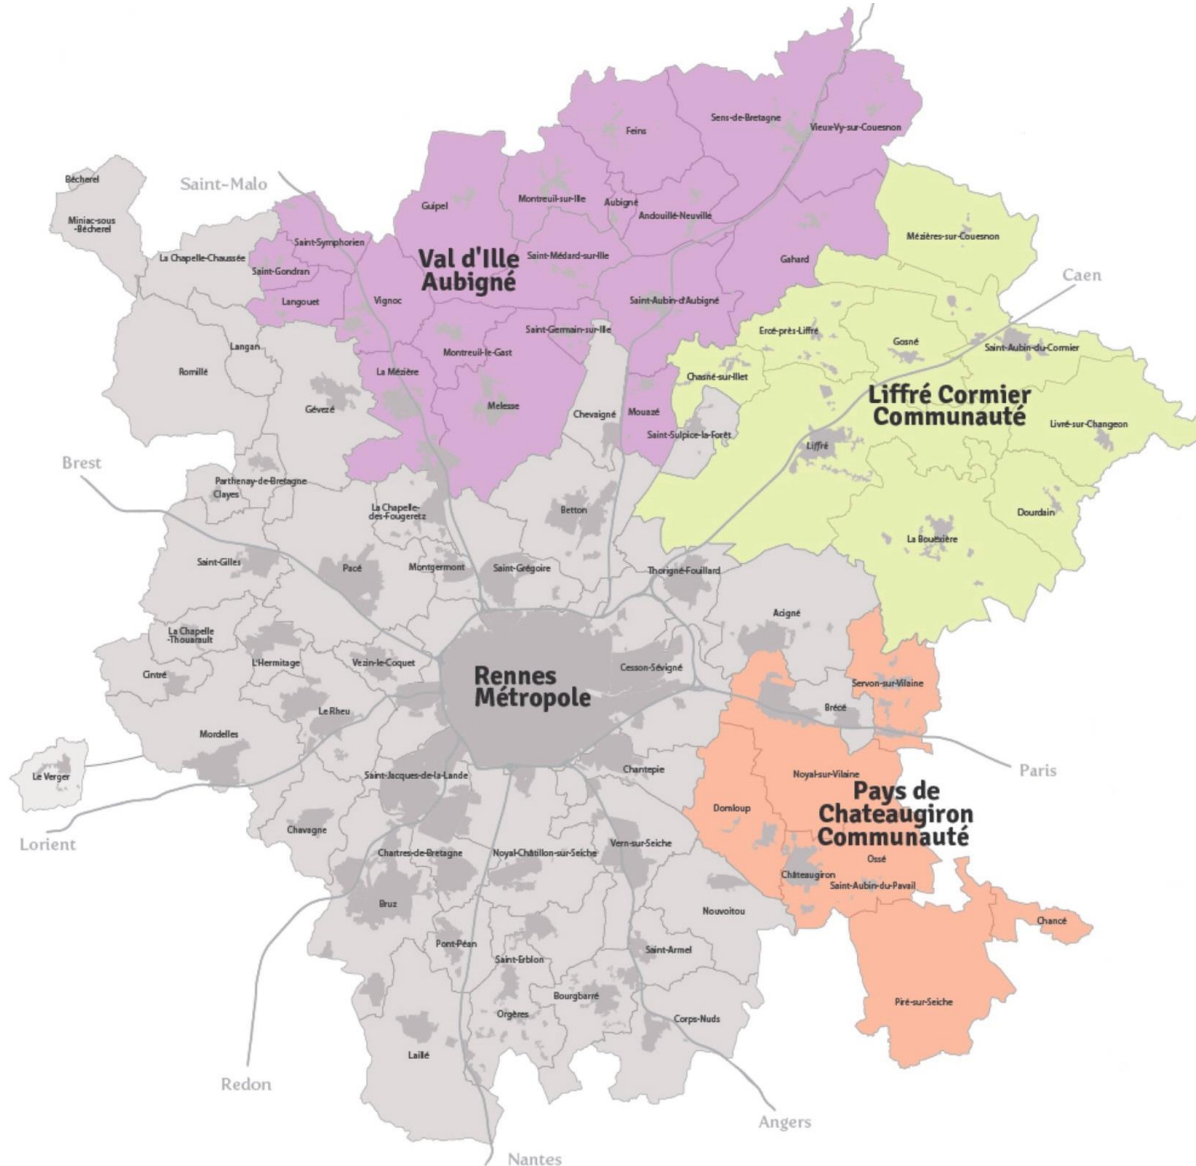 Feins
Sens-de-Bretagne
Vieux-Vy-sur-Couesnon
Bécherel
Saint-Malo
Miniac-sous
-Bécherel
Guipel
Montreuil-sur-Ille
Aubigné
Andouillé-Neuville
Mézières-sur-Couesnon
Saint-Symphorien
La Chapelle-Chaussée
Saint-Médard-sur-Ille
Val d'Ille
Aubigné
Gahard
Saint-Gondran
Caen
Langouet
Vignoc
Saint-Aubin-d'Aubigné
Saint-Germain-sur-Ille
Ercé-près-Liffré
Gosné
Saint-Aubin-du-Cormier
Langan
Montreuil-le-Gast
Romillé
La Mézière
Chasné-sur-Illet
Liffré Cormier
Communauté
Gévezé
Melesse
Chevaigné
Mouazé
Saint-Sulpice-la-Forêt
Livré-sur-Changeon
Liffré
Brest
Parthenay-de-Bretagne
Clayes
La Chapelle-
des-Fougeretz
Betton
Dourdain
La Bouëxière
Saint-Gilles
Pacé
Montgermont
Saint-Grégoire
Thorigné-Fouillard
Acigné
La Chapelle
-Thouarault
L'Hermitage
Vezin-le-Coquet
Cintré
Rennes
Métropole
Cesson-Sévigné
Servon-sur-Vilaine
Le Rheu
Brécé
Mordelles
Le Verger
Saint-Jacques-de-la-Lande
Chantepie
Noyal-sur-Vilaine
Paris
Pays de
Chateaugiron
Communauté
Domloup
Lorient
Chavagne
Chartres-de-Bretagne
Noyal-Châtillon-sur-Seiche
Vern-sur-Seiche
Ossé
Châteaugiron
Saint-Aubin-du-Pavail
Bruz
Nouvoitou
Chancé
Pont-Péan
Saint-Erblon
Saint-Armel
Bourgbarré
Piré-sur-Seiche
Orgères
Corps-Nuds
Laillé
Redon
Angers
Nantes